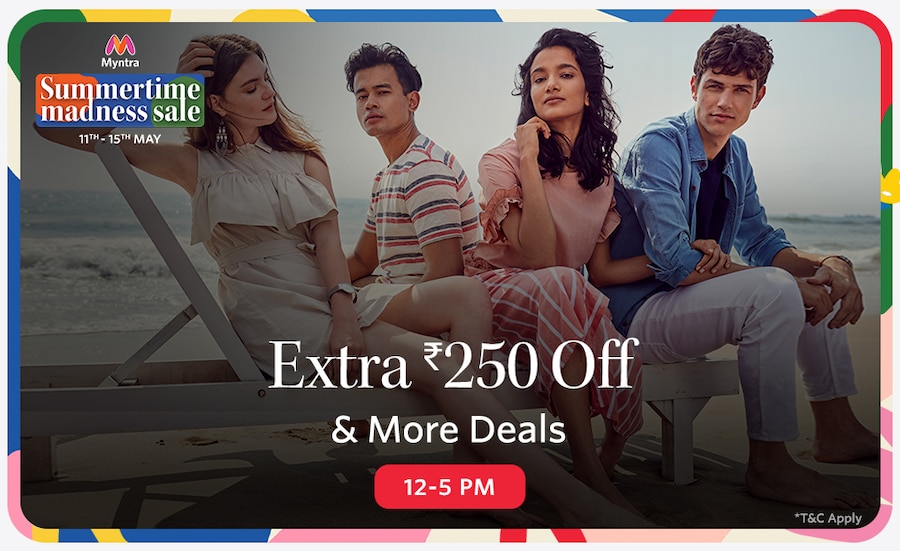 Myntra
Summertime
madness sale
11TH - 15TH MAY
Extra ₹250 Off
& More Deals
12-5 PM
*T&C Apply